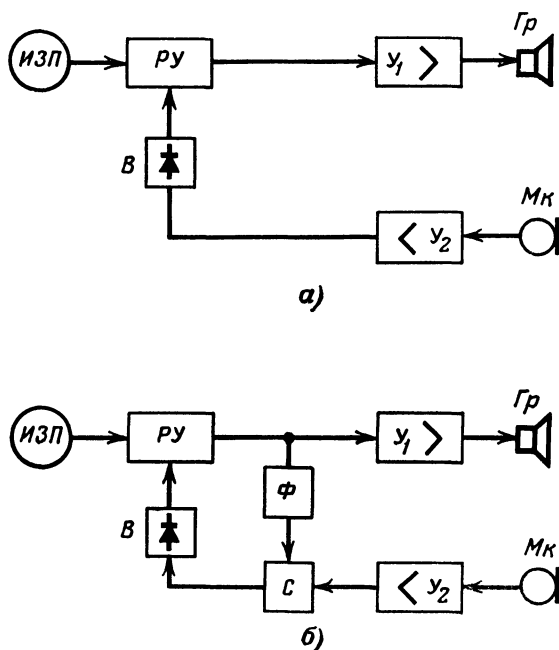 Гр
ИЗП
РУ
У₁ >
В
Мк
< У₂
а)
Гр
ИЗП
РУ
У₁ >
Ф
В
Мк
С
< У₂
б)